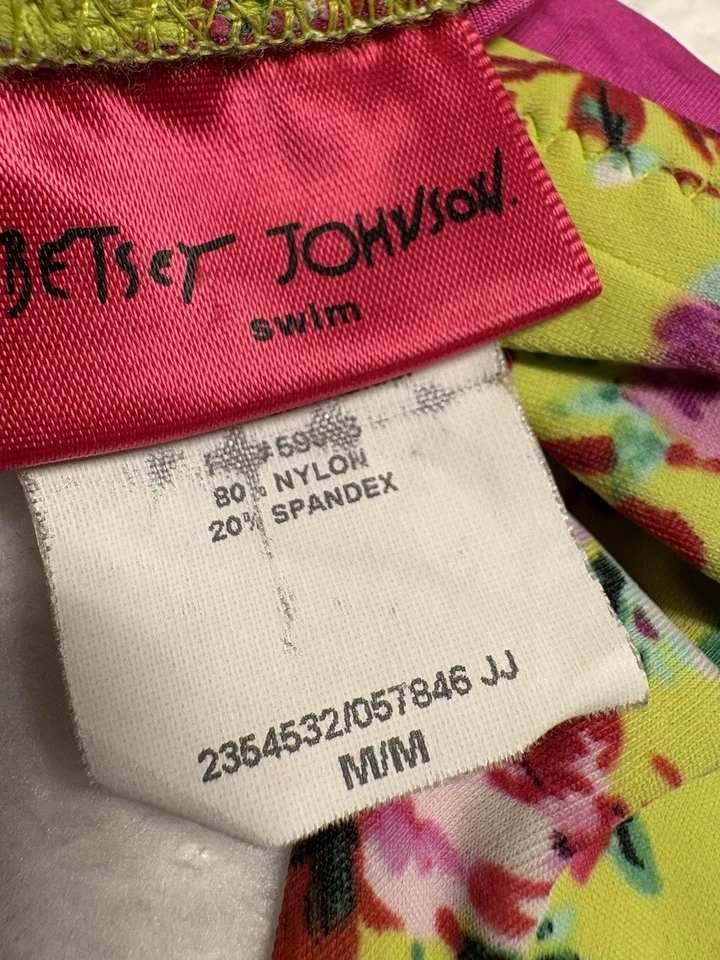 BETSEY JOHNSON.
swim
80% NYLON
20% SPANDEX
2354532/057846 JJ
M/M